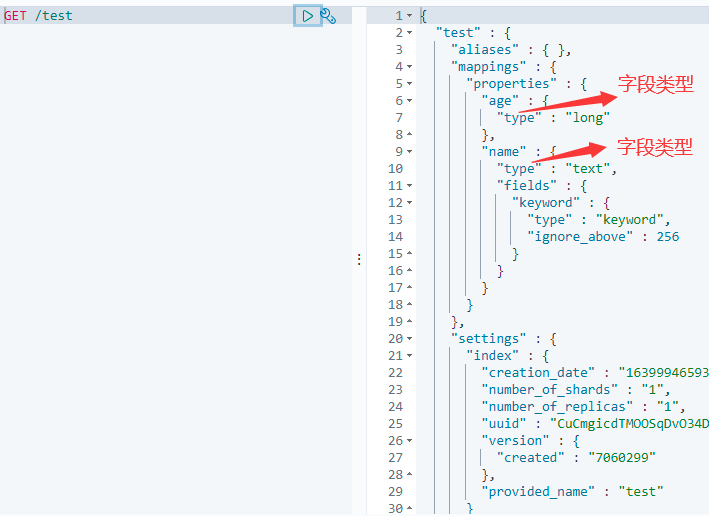 GET /test
1 {
2 "test" : {
3 "aliases" : { },
4 "mappings" : {
5 "properties" : {
6 "age" : {
字段类型
7 "type" : "long"
8 },
9 "name" : {
字段类型
10 "type" : "text",
11 "fields" : {
12 "keyword" : {
13 "type" : "keyword",
14 "ignore_above" : 256
15 }
16 }
17 }
18 }
19 },
20 "settings" : {
21 "index" : {
22 "creation_date" : "16399946593
23 "number_of_shards" : "1",
24 "number_of_replicas" : "1",
25 "uuid" : "CuCmgicdTMOOSqDvO34D
26 "version" : {
27 "created" : "7060299"
28 },
29 "provided_name" : "test"
30 }